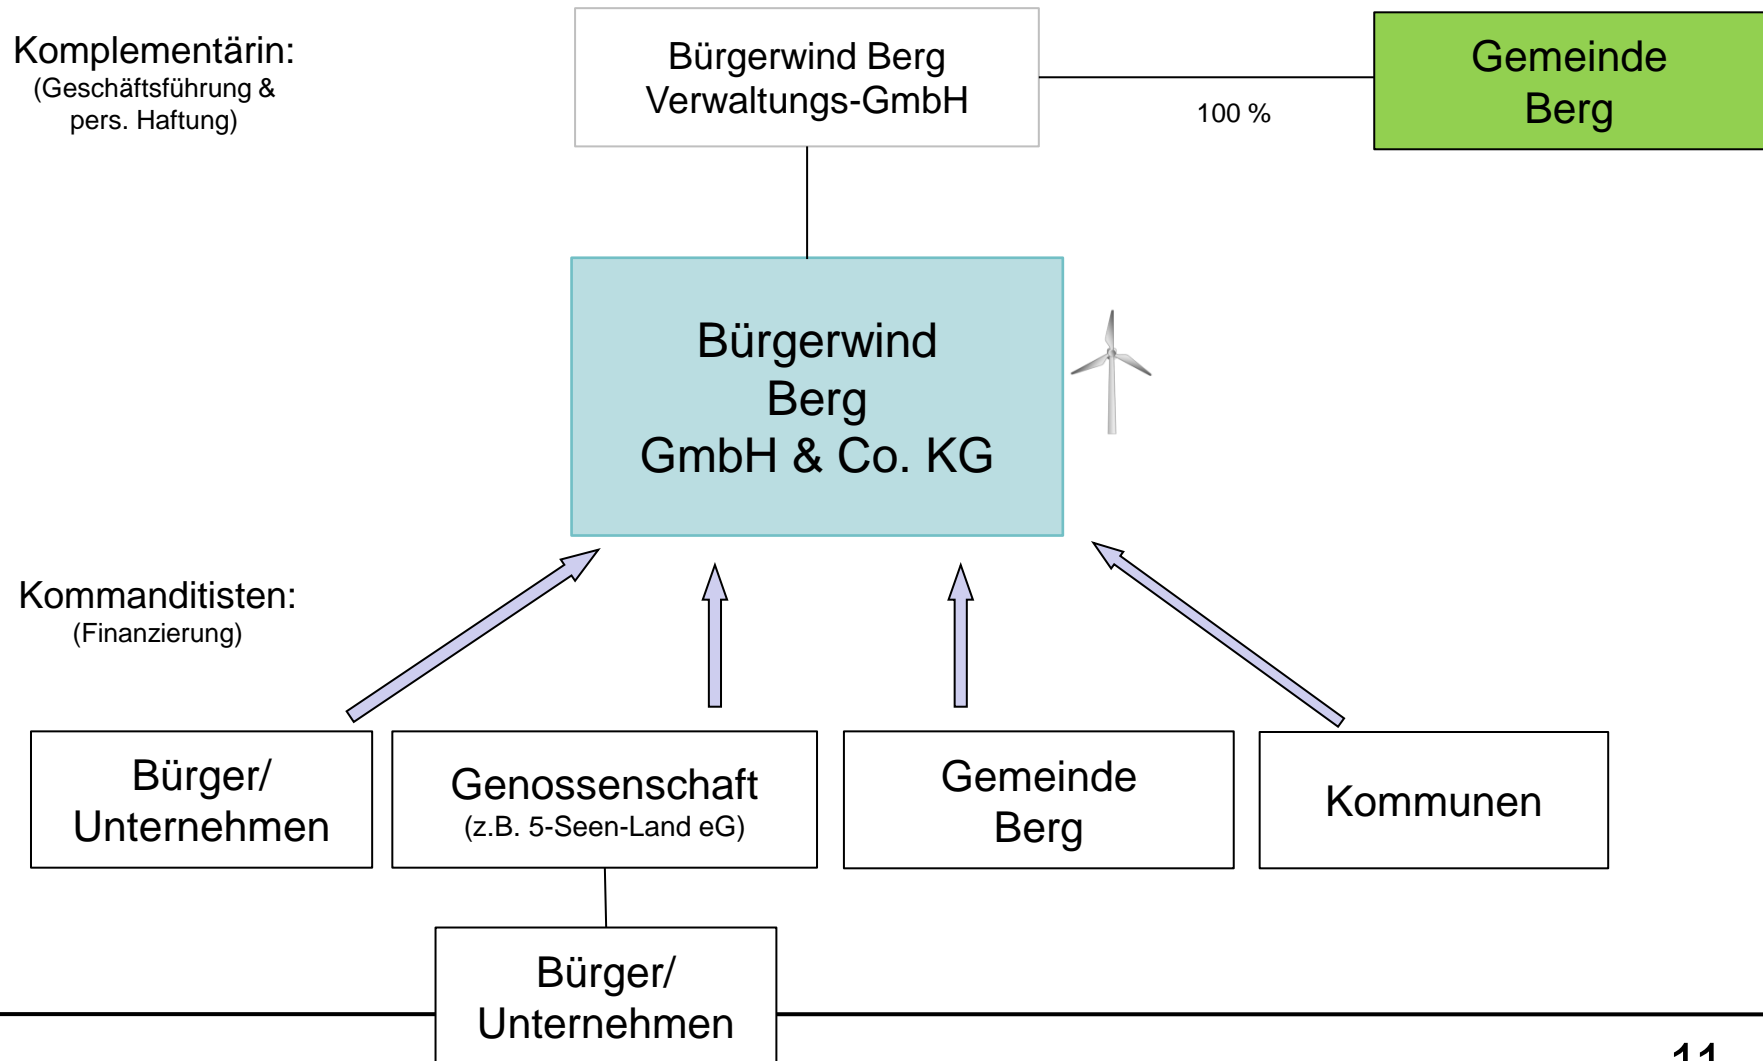 Komplementärin:
(Geschäftsführung &
pers. Haftung)
Bürgerwind Berg
Verwaltungs-GmbH
100 %
Gemeinde
Berg
Bürgerwind
Berg
GmbH & Co. KG
Kommanditisten:
(Finanzierung)
Bürger/
Unternehmen
Genossenschaft
(z.B. 5-Seen-Land eG)
Gemeinde
Berg
Kommunen
Bürger/
Unternehmen
11